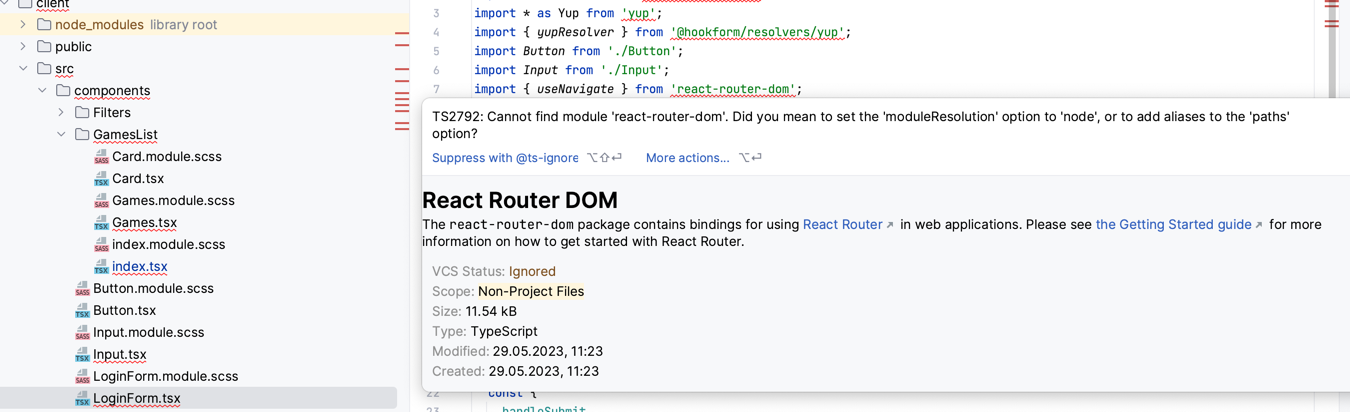 client
node_modules library root
public
src
components
Filters
GamesList
Card.module.scss
Card.tsx
Games.module.scss
Games.tsx
index.module.scss
index.tsx
Button.module.scss
Button.tsx
Input.module.scss
Input.tsx
LoginForm.module.scss
LoginForm.tsx
3 import * as Yup from 'yup';
4 import { yupResolver } from '@hookform/resolvers/yup';
5 import Button from './Button';
6 import Input from './Input';
7 import { useNavigate } from 'react-router-dom';
TS2792: Cannot find module 'react-router-dom'. Did you mean to set the 'moduleResolution' option to 'node', or to add aliases to the 'paths'
option?
Suppress with @ts-ignore ⌥⇧⏎ More actions... ⌥⏎
React Router DOM
The react-router-dom package contains bindings for using React Router ↗ in web applications. Please see the Getting Started guide ↗ for more
information on how to get started with React Router.
VCS Status: Ignored
Scope: Non-Project Files
Size: 11.54 kB
Type: TypeScript
Modified: 29.05.2023, 11:23
Created: 29.05.2023, 11:23
22 const {
23 handleSubmit